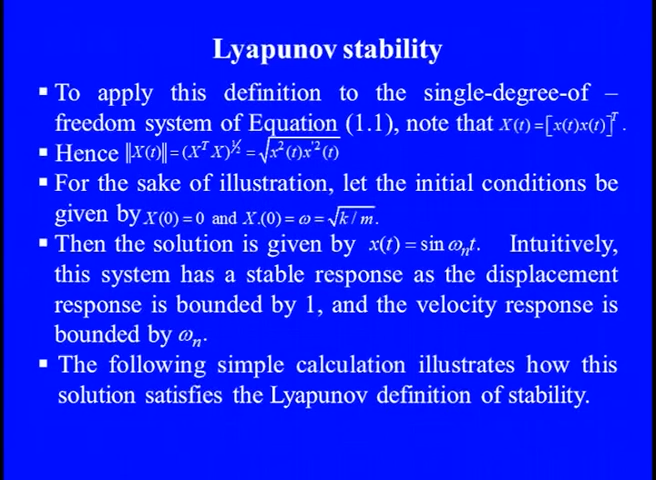 Lyapunov stability
▪ To apply this definition to the single-degree-of –
freedom system of Equation (1.1), note that X(t)=[x(t)x(t)]ᵀ.
▪ Hence ‖X(t)‖=(XᵀX)^½=√x²(t)x'²(t)
▪ For the sake of illustration, let the initial conditions be
given by X(0)=0 and X.(0)=ω=√k/m.
▪ Then the solution is given by x(t)=sin ωₙt. Intuitively,
this system has a stable response as the displacement
response is bounded by 1, and the velocity response is
bounded by ωₙ.
▪ The following simple calculation illustrates how this
solution satisfies the Lyapunov definition of stability.